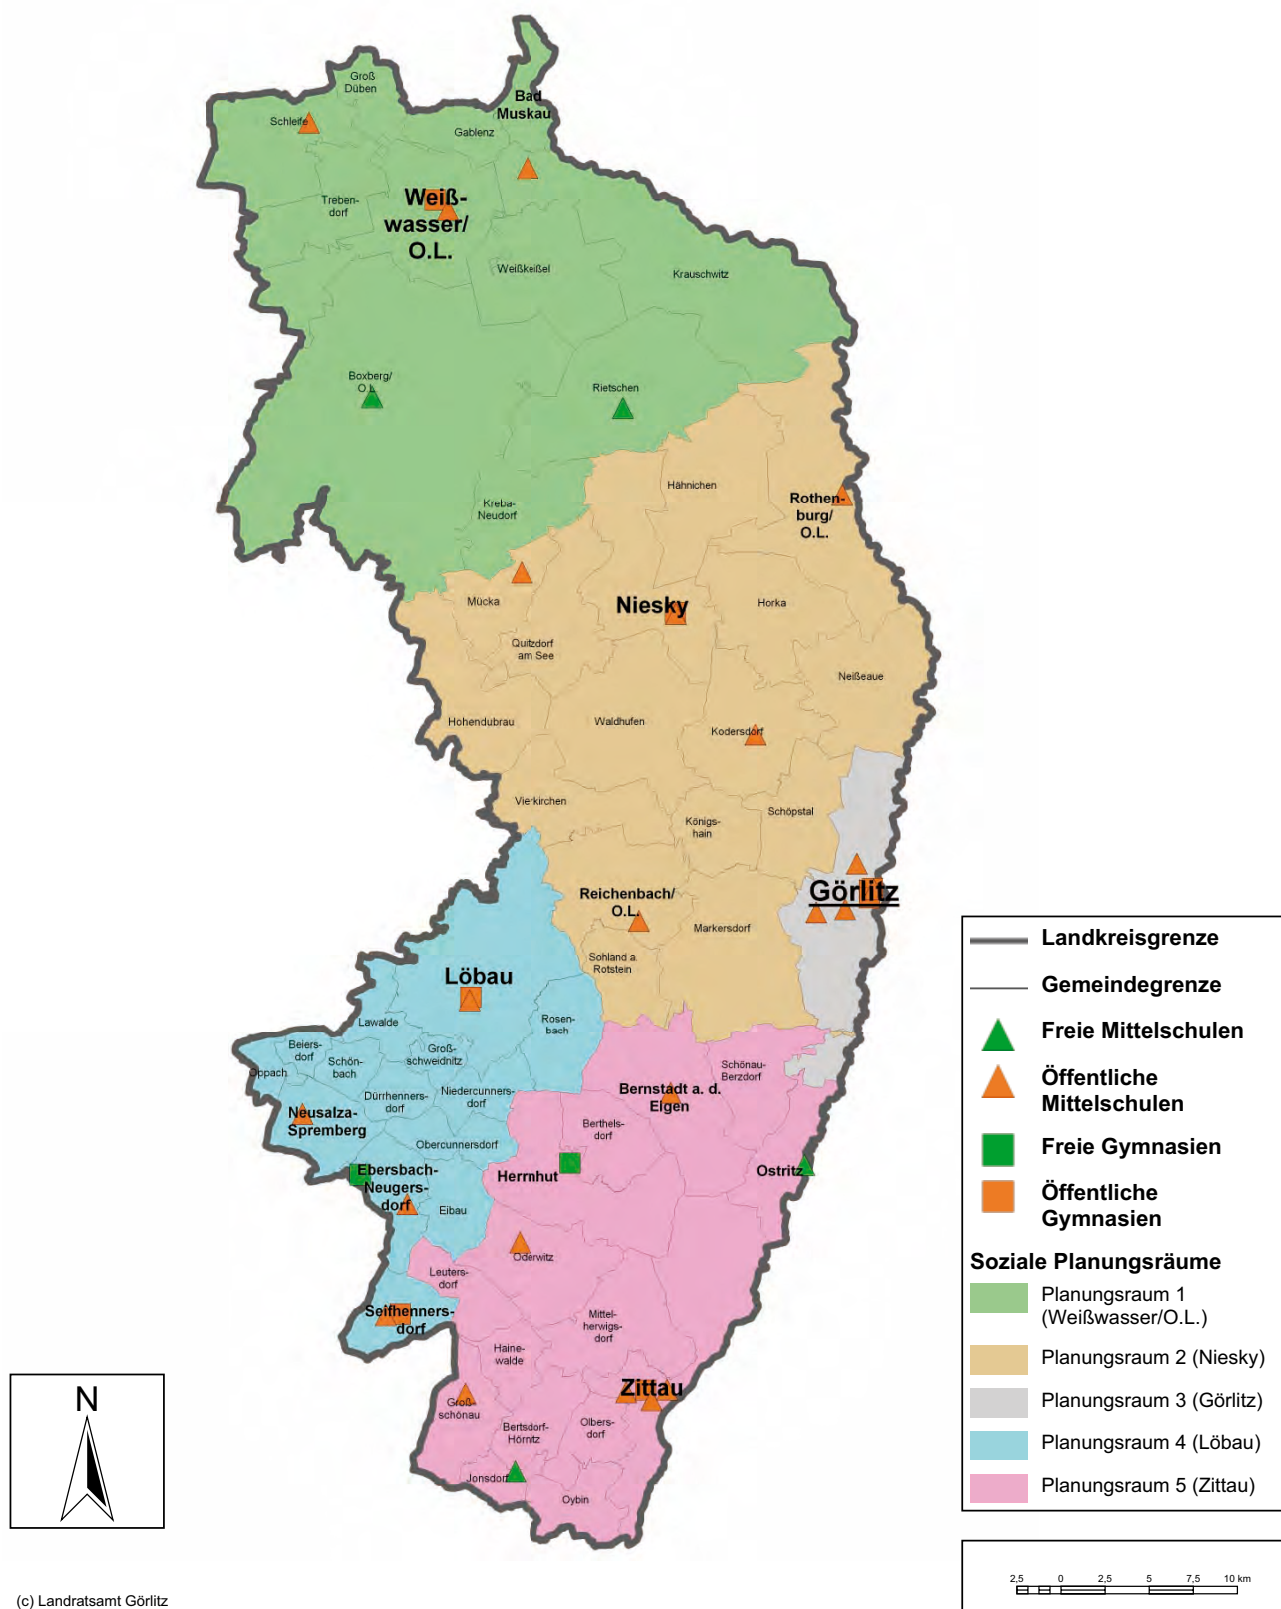 Groß
Düben
Bad
Muskau
Schleife
Gablenz
Weiß-
wasser/
O.L.
Treben-
dorf
Weißkeißel
Krauschwitz
Boxberg/
O.L.
Rietschen
Hähnichen
Kreba-
Neudorf
Rothen-
burg/
O.L.
Mücka
Niesky
Horka
Quitzdorf
am See
Neißeaue
Hohendubrau
Waldhufen
Kodersdorf
Vierkirchen
Königs-
hain
Schöpstal
Görlitz
Reichenbach/
O.L.
Markersdorf
Sohland a.
Rotstein
Löbau
Rosen-
bach
Lawalde
Beiers-
dorf
Schön-
bach
Groß-
schweidnitz
Oppach
Dürrhenners-
dorf
Niedercunners-
dorf
Schönau-
Berzdorf
Bernstadt a. d.
Eigen
Neusalza-
Spremberg
Berthels-
dorf
Obercunnersdorf
Ebersbach-
Neugers-
dorf
Herrnhut
Ostritz
Eibau
Oderwitz
Leuters-
dorf
Seifhenners-
dorf
Mittel-
herwigs-
dorf
Haine-
walde
Zittau
Groß-
schönau
Bertsdorf-
Hörnitz
Olbers-
dorf
Jonsdorf
Oybin
Landkreisgrenze
Gemeindegrenze
Freie Mittelschulen
Öffentliche
Mittelschulen
Freie Gymnasien
Öffentliche
Gymnasien
Soziale Planungsräume
Planungsraum 1
(Weißwasser/O.L.)
Planungsraum 2 (Niesky)
Planungsraum 3 (Görlitz)
Planungsraum 4 (Löbau)
Planungsraum 5 (Zittau)
N
2,5 0 2,5 5 7,5 10 km
(c) Landratsamt Görlitz